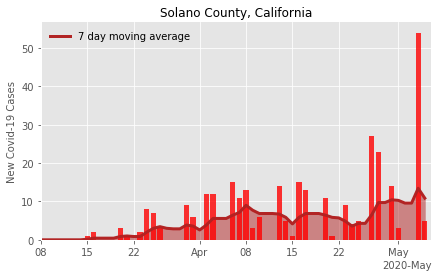 Solano County, California
7 day moving average
New Covid-19 Cases
50
40
30
20
10
0
08
15
22
Apr
08
15
22
May
2020-May